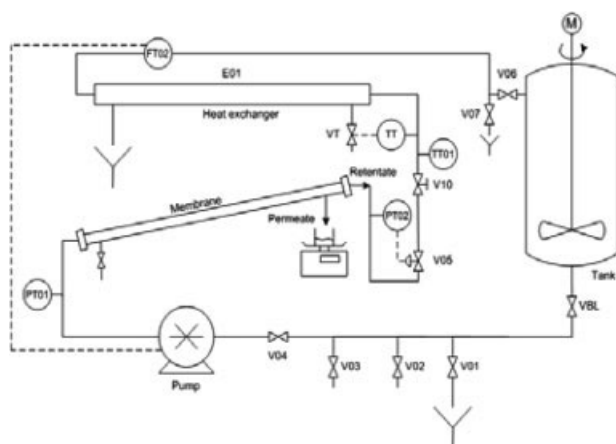 M
FT02
E01
V06
Heat exchanger
V07
VT
TT
TT01
Retentate
V10
Membrane
Permeate
PT02
V05
Tank
PT01
VBL
V04
V03
V02
V01
Pump